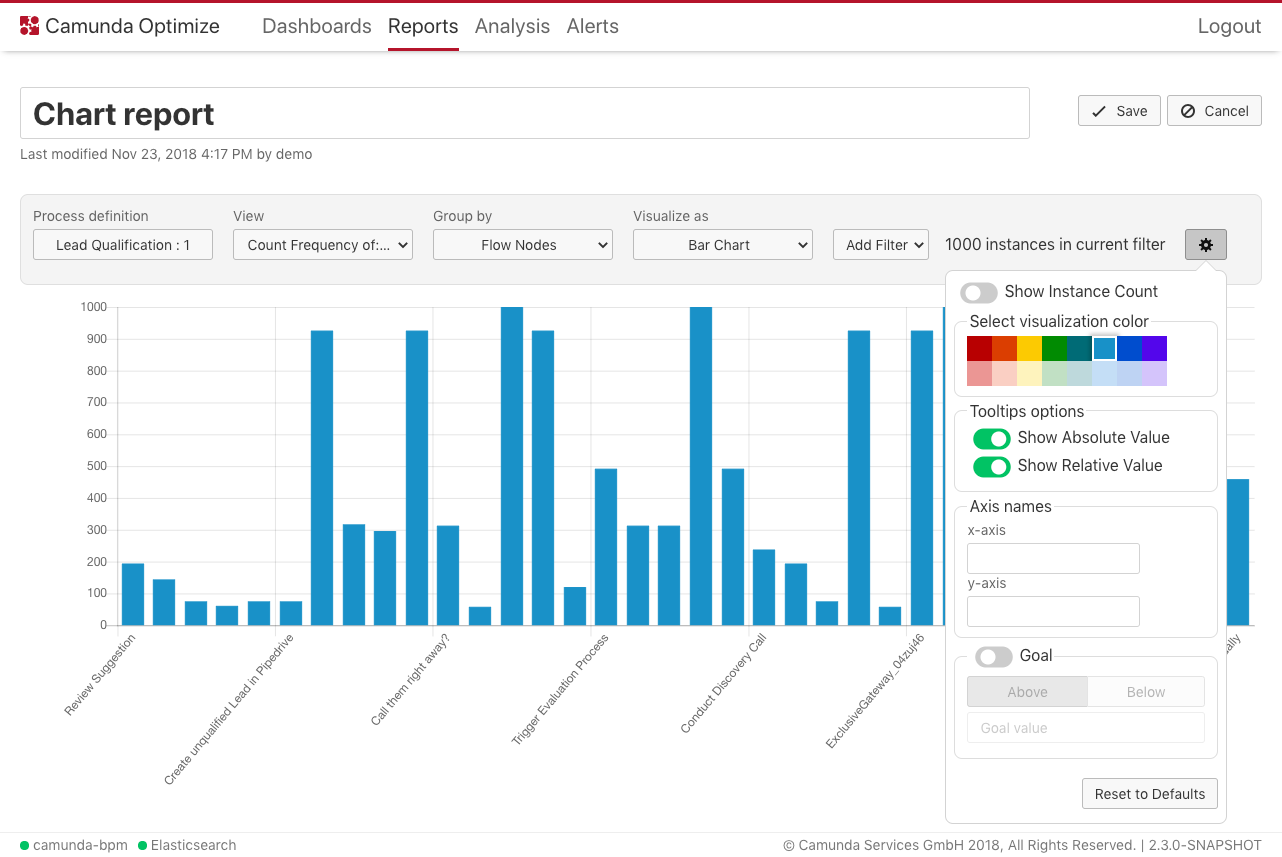 Camunda Optimize Dashboards Reports Analysis Alerts Logout
Chart report
Save Cancel
Last modified Nov 23, 2018 4:17 PM by demo
Process definition View Group by Visualize as
Lead Qualification : 1 Count Frequency of:... Flow Nodes Bar Chart Add Filter 1000 instances in current filter
Show Instance Count
Select visualization color
Tooltips options
Show Absolute Value
Show Relative Value
Axis names
x-axis
y-axis
Goal
Above Below
Goal value
Reset to Defaults
1000
900
800
700
600
500
400
300
200
100
0
Review Suggestion
Create unqualified Lead in Pipedrive
Call them right away?
Trigger Evaluation Process
Conduct Discovery Call
ExclusiveGateway_04zuj46
camunda-bpm Elasticsearch
© Camunda Services GmbH 2018, All Rights Reserved. | 2.3.0-SNAPSHOT